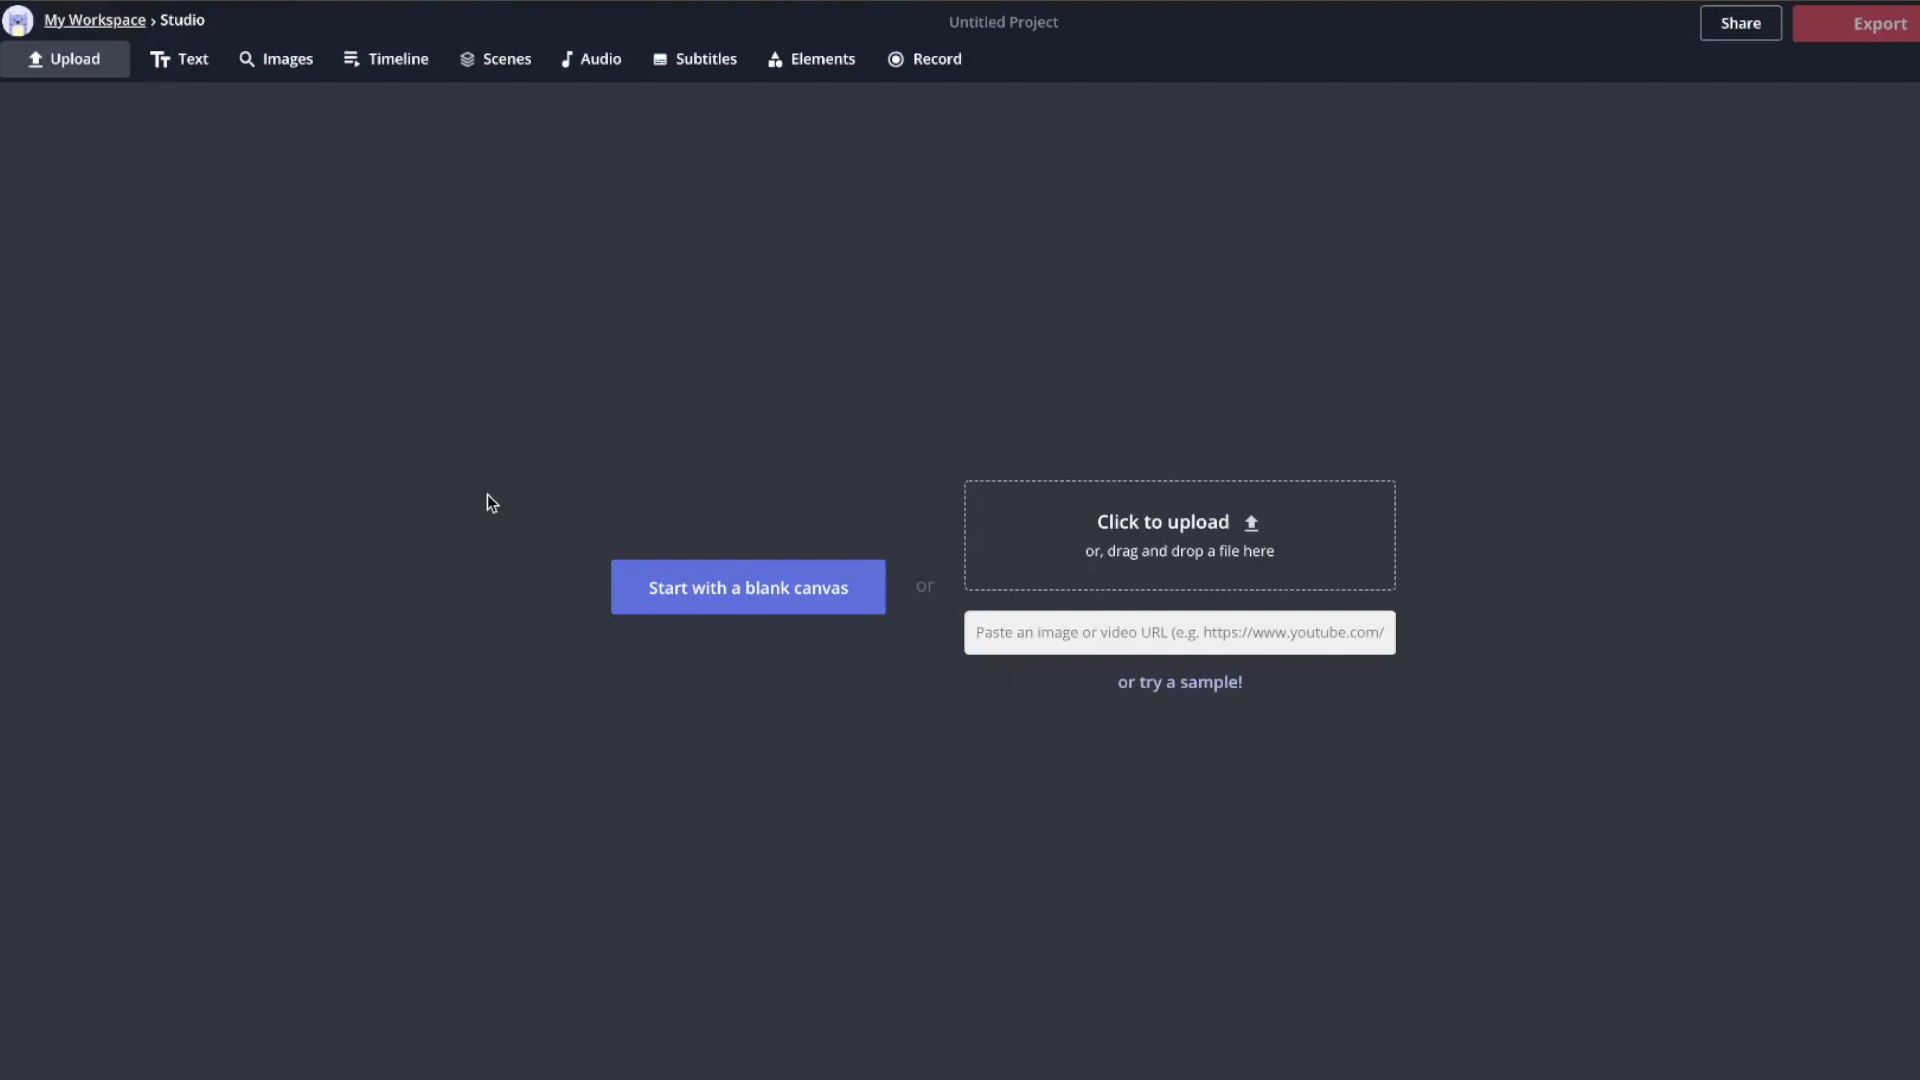 My Workspace › Studio
Untitled Project
Share
Export
Upload
Text
Images
Timeline
Scenes
Audio
Subtitles
Elements
Record
Click to upload
or, drag and drop a file here
Start with a blank canvas
or
Paste an image or video URL (e.g. https://www.youtube.com/
or try a sample!